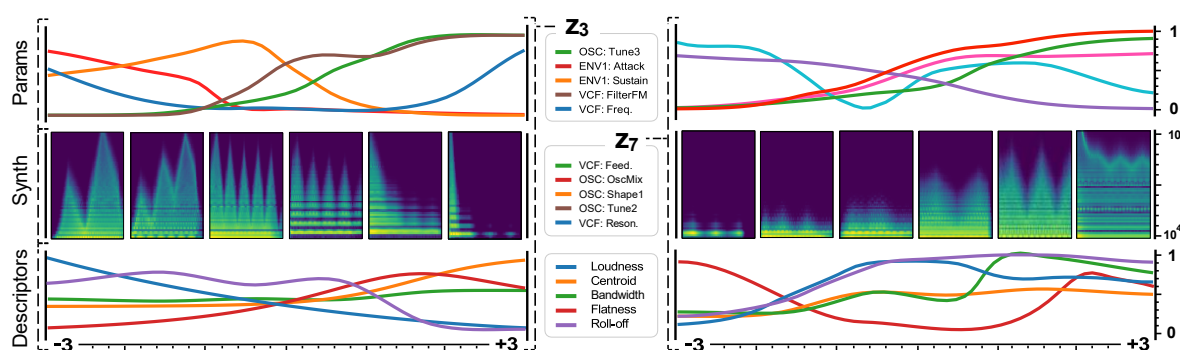 Params
Synth
Descriptors
z3
OSC: Tune3
ENV1: Attack
ENV1: Sustain
VCF: FilterFM
VCF: Freq.
z7
VCF: Feed.
OSC: OscMix
OSC: Shape1
OSC: Tune2
VCF: Reson.
Loudness
Centroid
Bandwidth
Flatness
Roll-off
-3
+3
1
0
10
10⁴
1
0
-3
+3